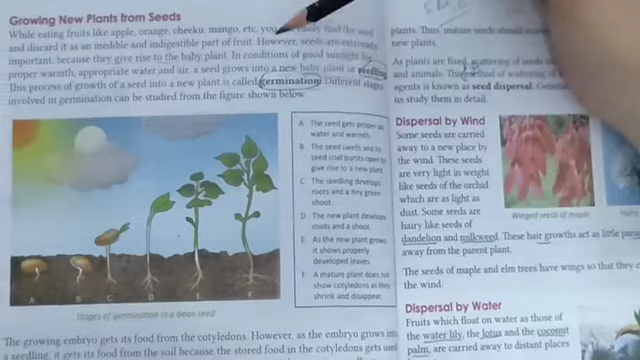 Growing New Plants from Seeds
While eating fruits like apple, orange, cheeku, mango, etc, you easily find the seed
and discard it as an inedible and indigestible part of fruit. However, seeds are extremely
important, because they give rise to the baby plant. In conditions of good sunlight for
proper warmth, appropriate water and air, a seed grows into a new baby plant or seedling
This process of growth of a seed into a new plant is called germination. Different stages
involved in germination can be studied from the figure shown below
A The seed gets proper
water and warmth.
B The seed swells and its
seed coat bursts open to
give rise to a new plant
C The seedling develops
roots and a tiny green
shoot.
D The new plant develops
roots and a shoot.
E As the new plant grows,
it shows properly
developed leaves
F A mature plant does not
show cotyledons as they
shrink and disappear.
A B C D E F
Stages of germination in a bean seed
The growing embryo gets its food from the cotyledons. However, as the embryo grows into
a seedling, it gets its food from the soil because the stored food in the cotyledons gets used
plants. Thus, mature seeds should
new plants.
As plants are fixed, scattering of seeds
and animals. This method of scattering of
agents is known as seed dispersal.
us study them in detail.
Dispersal by Wind
Some seeds are carried
away to a new place by
the wind. These seeds
are very light in weight
like seeds of the orchid
which are as light as
dust. Some seeds are
hairy like seeds of
dandelion and milkweed. These hair growths act as little
away from the parent plant.
Winged seeds of maple
The seeds of maple and elm trees have wings so that they
the wind.
Dispersal by Water
Fruits which float on water as those of
the water lily, the lotus and the coconut
palm, are carried away to distant places